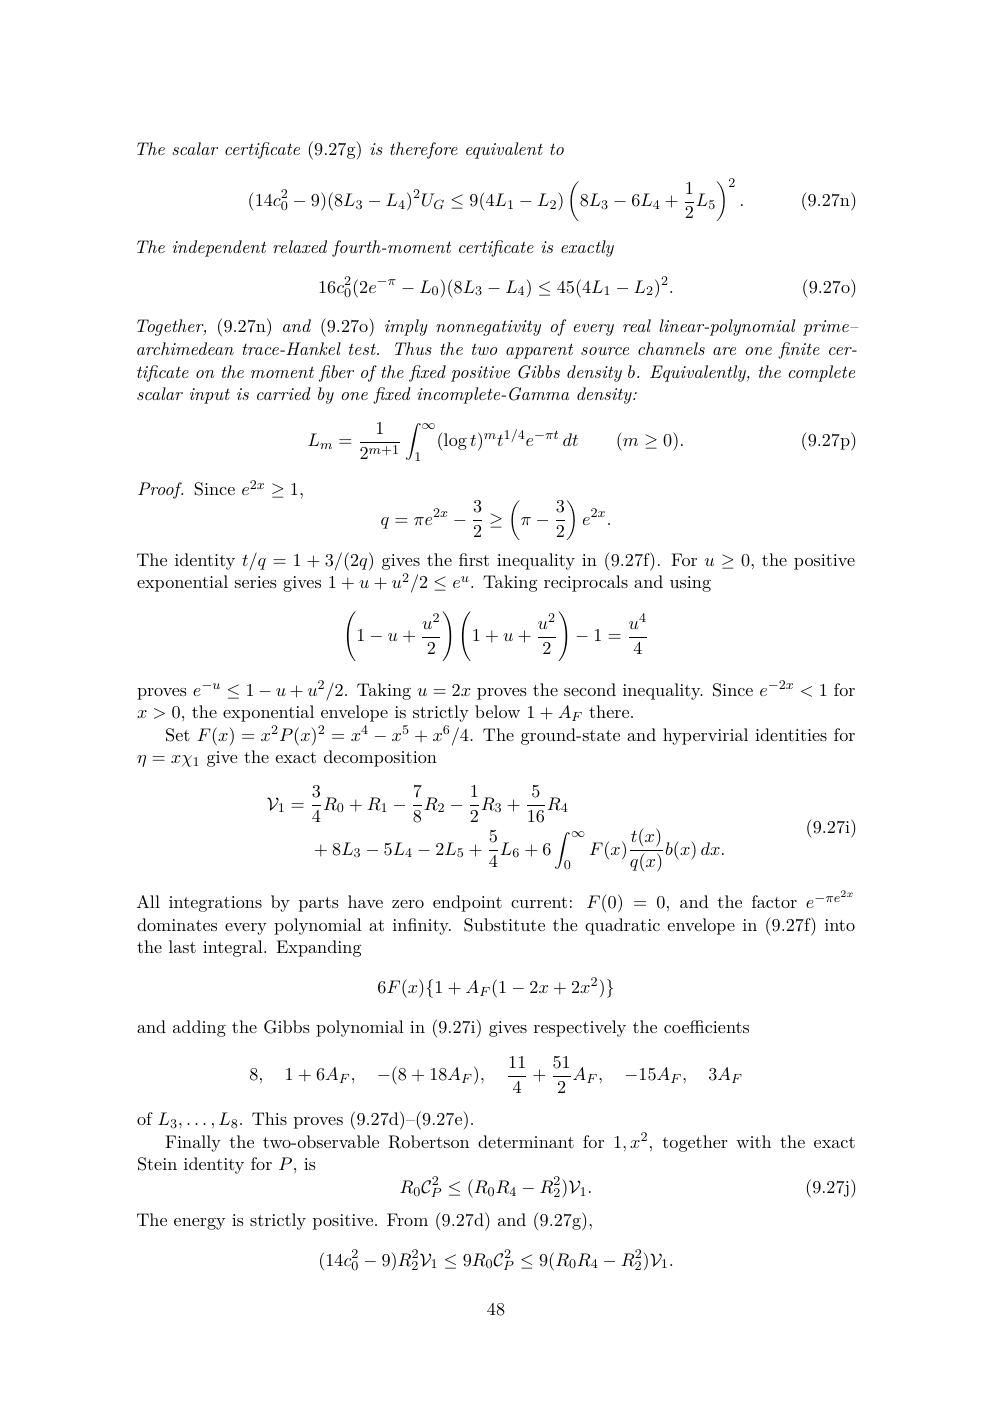 The scalar certificate (9.27g) is therefore equivalent to
(14c_0^2 − 9)(8L_3 − L_4)^2 U_G ≤ 9(4L_1 − L_2) (8L_3 − 6L_4 + \frac{1}{2}L_5)^2. (9.27n)
The independent relaxed fourth-moment certificate is exactly
16c_0^2(2e^{−π} − L_0)(8L_3 − L_4) ≤ 45(4L_1 − L_2)^2. (9.27o)
Together, (9.27n) and (9.27o) imply nonnegativity of every real linear-polynomial prime–
archimedean trace-Hankel test. Thus the two apparent source channels are one finite cer-
tificate on the moment fiber of the fixed positive Gibbs density b. Equivalently, the complete
scalar input is carried by one fixed incomplete-Gamma density:
L_m = \frac{1}{2^{m+1}} ∫_1^∞ (log t)^m t^{1/4} e^{−πt} dt (m ≥ 0). (9.27p)
Proof. Since e^{2x} ≥ 1,
q = πe^{2x} − \frac{3}{2} ≥ (π − \frac{3}{2}) e^{2x}.
The identity t/q = 1 + 3/(2q) gives the first inequality in (9.27f). For u ≥ 0, the positive
exponential series gives 1 + u + u^2/2 ≤ e^u. Taking reciprocals and using
(1 − u + \frac{u^2}{2}) (1 + u + \frac{u^2}{2}) − 1 = \frac{u^4}{4}
proves e^{−u} ≤ 1 − u + u^2/2. Taking u = 2x proves the second inequality. Since e^{−2x} < 1 for
x > 0, the exponential envelope is strictly below 1 + A_F there.
Set F(x) = x^2P(x)^2 = x^4 − x^5 + x^6/4. The ground-state and hypervirial identities for
η = xχ_1 give the exact decomposition
𝒱_1 = \frac{3}{4}R_0 + R_1 − \frac{7}{8}R_2 − \frac{1}{2}R_3 + \frac{5}{16}R_4
+ 8L_3 − 5L_4 − 2L_5 + \frac{5}{4}L_6 + 6 ∫_0^∞ F(x) \frac{t(x)}{q(x)} b(x) dx. (9.27i)
All integrations by parts have zero endpoint current: F(0) = 0, and the factor e^{−πe^{2x}}
dominates every polynomial at infinity. Substitute the quadratic envelope in (9.27f) into
the last integral. Expanding
6F(x){1 + A_F(1 − 2x + 2x^2)}
and adding the Gibbs polynomial in (9.27i) gives respectively the coefficients
8, 1 + 6A_F, −(8 + 18A_F), \frac{11}{4} + \frac{51}{2}A_F, −15A_F, 3A_F
of L_3, . . . , L_8. This proves (9.27d)–(9.27e).
Finally the two-observable Robertson determinant for 1, x^2, together with the exact
Stein identity for P, is
R_0𝒞_P^2 ≤ (R_0R_4 − R_2^2)𝒱_1. (9.27j)
The energy is strictly positive. From (9.27d) and (9.27g),
(14c_0^2 − 9)R_2^2𝒱_1 ≤ 9R_0𝒞_P^2 ≤ 9(R_0R_4 − R_2^2)𝒱_1.
48